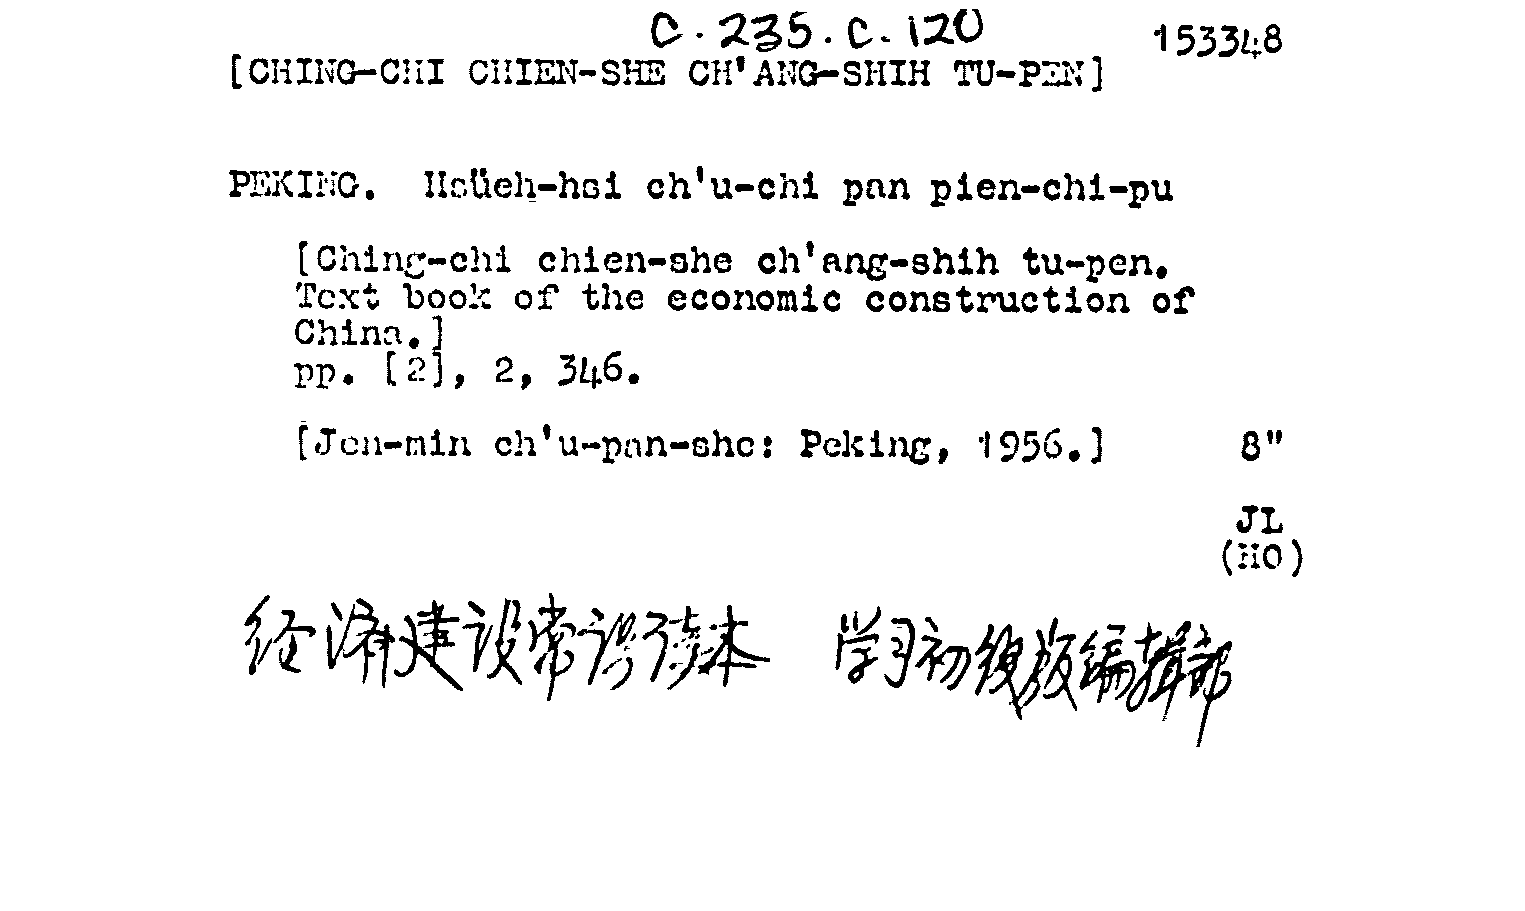 C. 235. C. 120 153348
[CHING-CHI CHIEN-SHE CH'ANG-SHIH TU-PEN]
PEKING. Hsüeh-hsi ch'u-chi pan pien-chi-pu
[Ching-chi chien-she ch'ang-shih tu-pen.
Text book of the economic construction of
China.]
pp. [2], 2, 346.
[Jen-min ch'u-pan-she: Peking, 1956.] 8"
JL
(HO)
经济建设常识读本 学习初级版编辑部